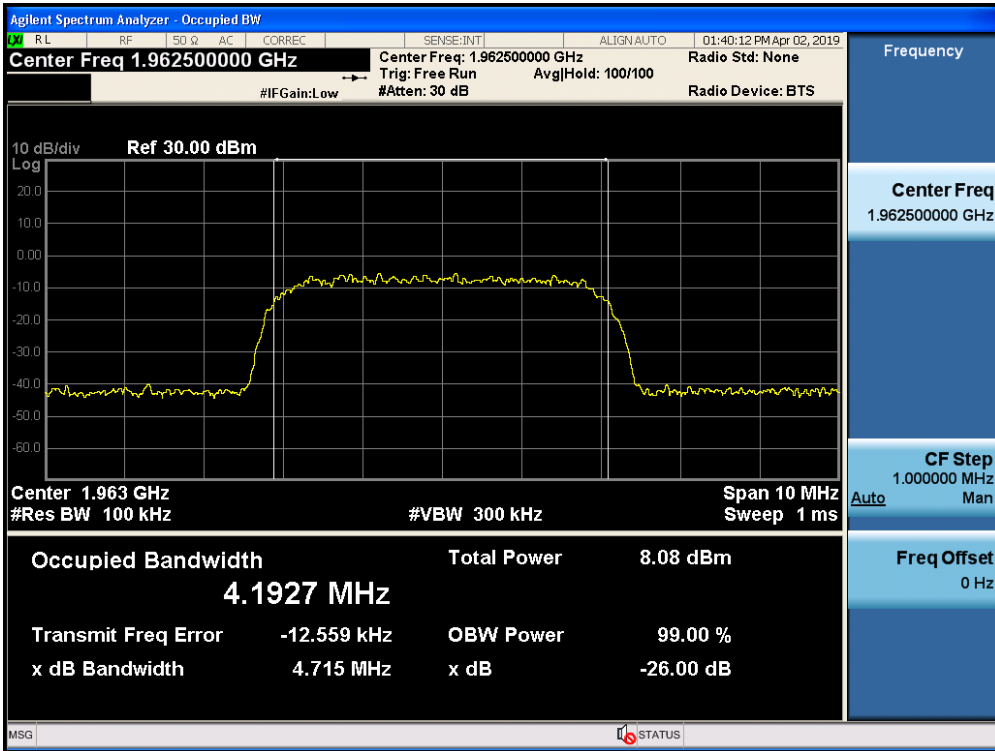 Agilent Spectrum Analyzer - Occupied BW
LXI RL RF 50 Ω AC CORREC SENSE:INT ALIGN AUTO 01:40:12 PM Apr 02, 2019
Center Freq 1.962500000 GHz
Center Freq: 1.962500000 GHz Radio Std: None
Trig: Free Run Avg|Hold: 100/100
#IFGain:Low #Atten: 30 dB Radio Device: BTS
10 dB/div Ref 30.00 dBm
Log
20.0
10.0
0.00
-10.0
-20.0
-30.0
-40.0
-50.0
-60.0
Center 1.963 GHz Span 10 MHz
#Res BW 100 kHz #VBW 300 kHz Sweep 1 ms
Occupied Bandwidth Total Power 8.08 dBm
4.1927 MHz
Transmit Freq Error -12.559 kHz OBW Power 99.00 %
x dB Bandwidth 4.715 MHz x dB -26.00 dB
Frequency
Center Freq
1.962500000 GHz
CF Step
1.000000 MHz
Auto Man
Freq Offset
0 Hz
MSG STATUS